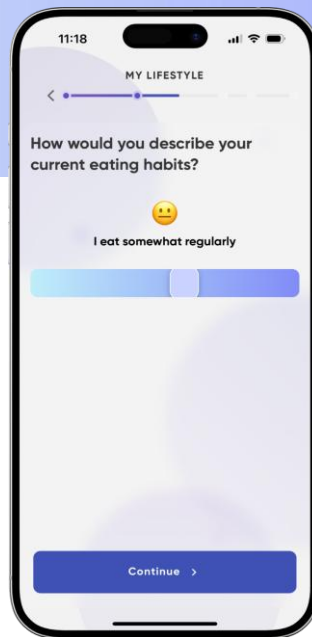 11:18
MY LIFESTYLE
How would you describe your
current eating habits?
I eat somewhat regularly
Continue